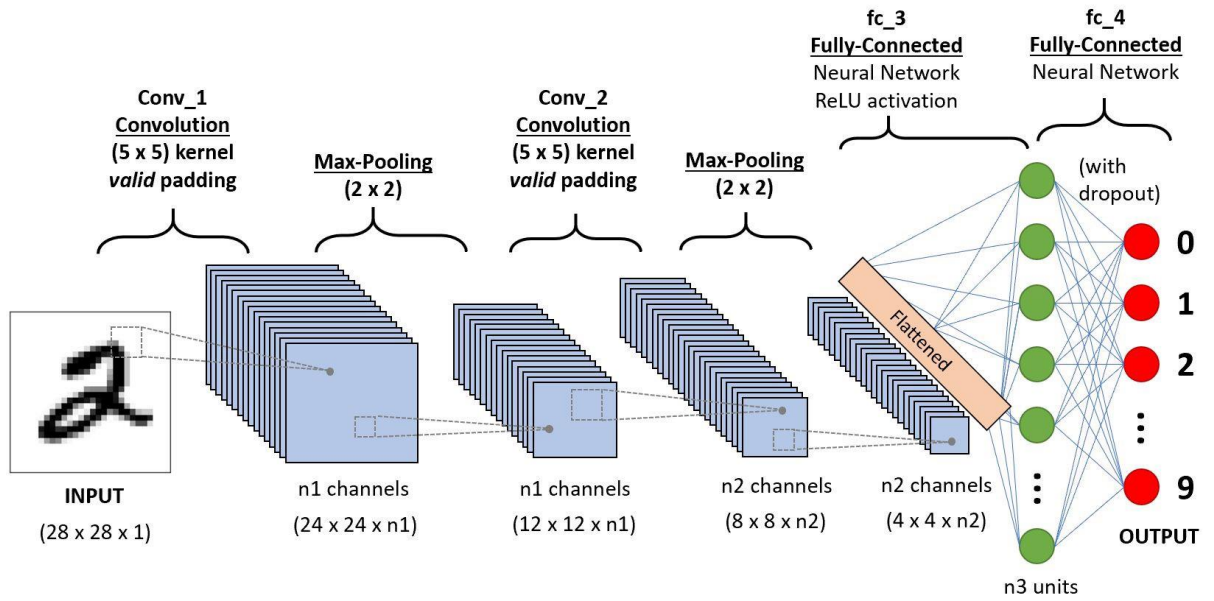 Conv_1
Convolution
(5 x 5) kernel
valid padding
Max-Pooling
(2 x 2)
Conv_2
Convolution
(5 x 5) kernel
valid padding
Max-Pooling
(2 x 2)
fc_3
Fully-Connected
Neural Network
ReLU activation
fc_4
Fully-Connected
Neural Network
(with
dropout)
Flattened
0
1
2
9
OUTPUT
2
INPUT
(28 x 28 x 1)
n1 channels
(24 x 24 x n1)
n1 channels
(12 x 12 x n1)
n2 channels
(8 x 8 x n2)
n2 channels
(4 x 4 x n2)
n3 units